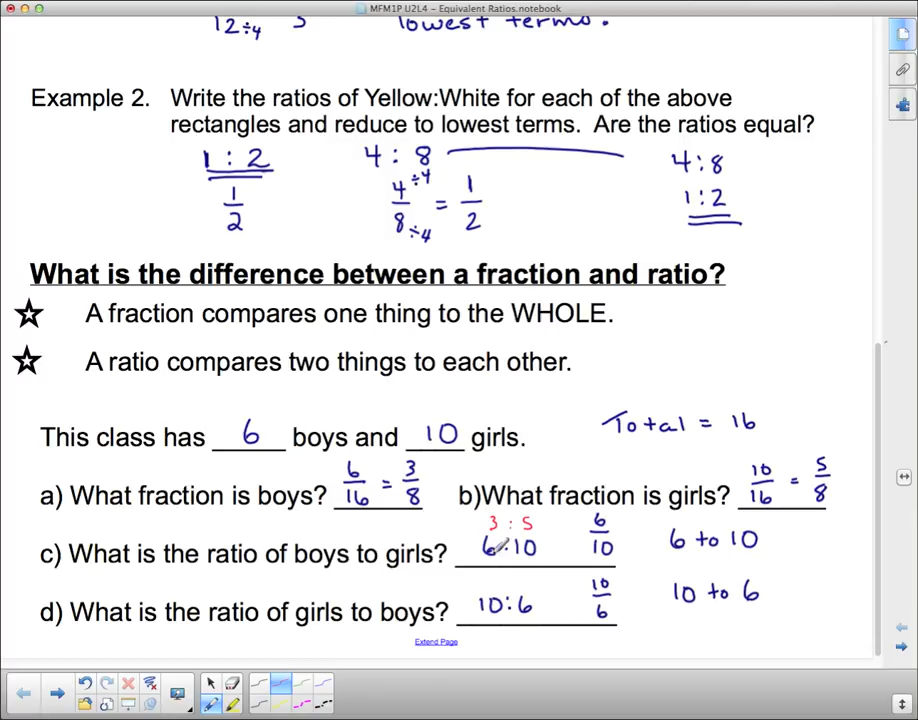 MFM1P U2L4 – Equivalent Ratios.notebook
12÷4 3 lowest terms.
Example 2. Write the ratios of Yellow:White for each of the above
rectangles and reduce to lowest terms. Are the ratios equal?
1 : 2 4 : 8 4:8
1/2 4÷4/8÷4 = 1/2 1:2
What is the difference between a fraction and ratio?
☆ A fraction compares one thing to the WHOLE.
☆ A ratio compares two things to each other.
This class has 6 boys and 10 girls. Total = 16
a) What fraction is boys? 6/16 = 3/8 b)What fraction is girls? 10/16 = 5/8
3 : 5
c) What is the ratio of boys to girls? 6:10 6/10 6 to 10
d) What is the ratio of girls to boys? 10:6 10/6 10 to 6
Extend Page